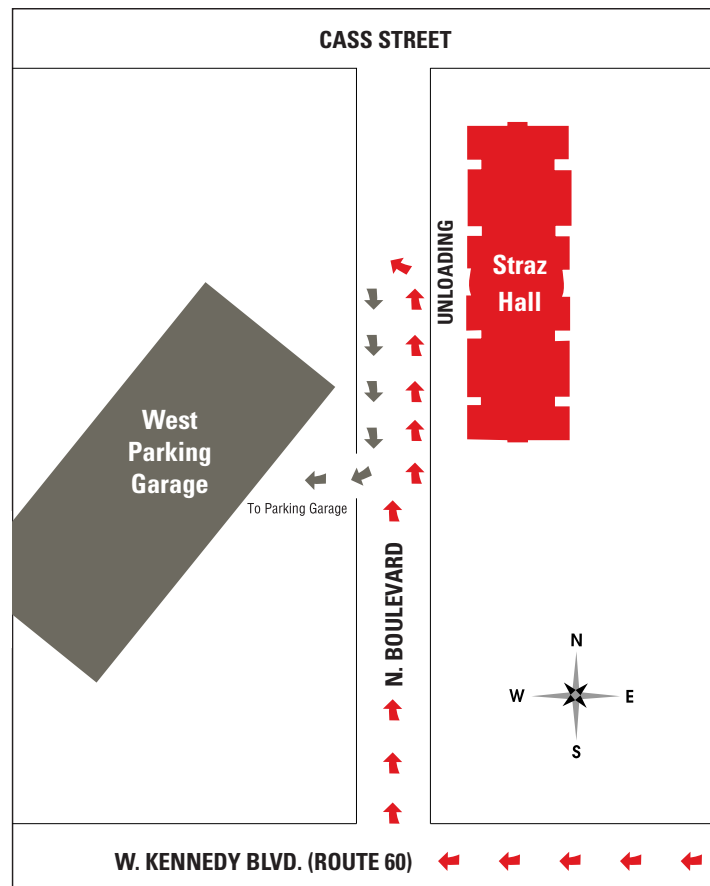 CASS STREET
UNLOADING
Straz
Hall
West
Parking
Garage
To Parking Garage
N. BOULEVARD
N
W
E
S
W. KENNEDY BLVD. (ROUTE 60)